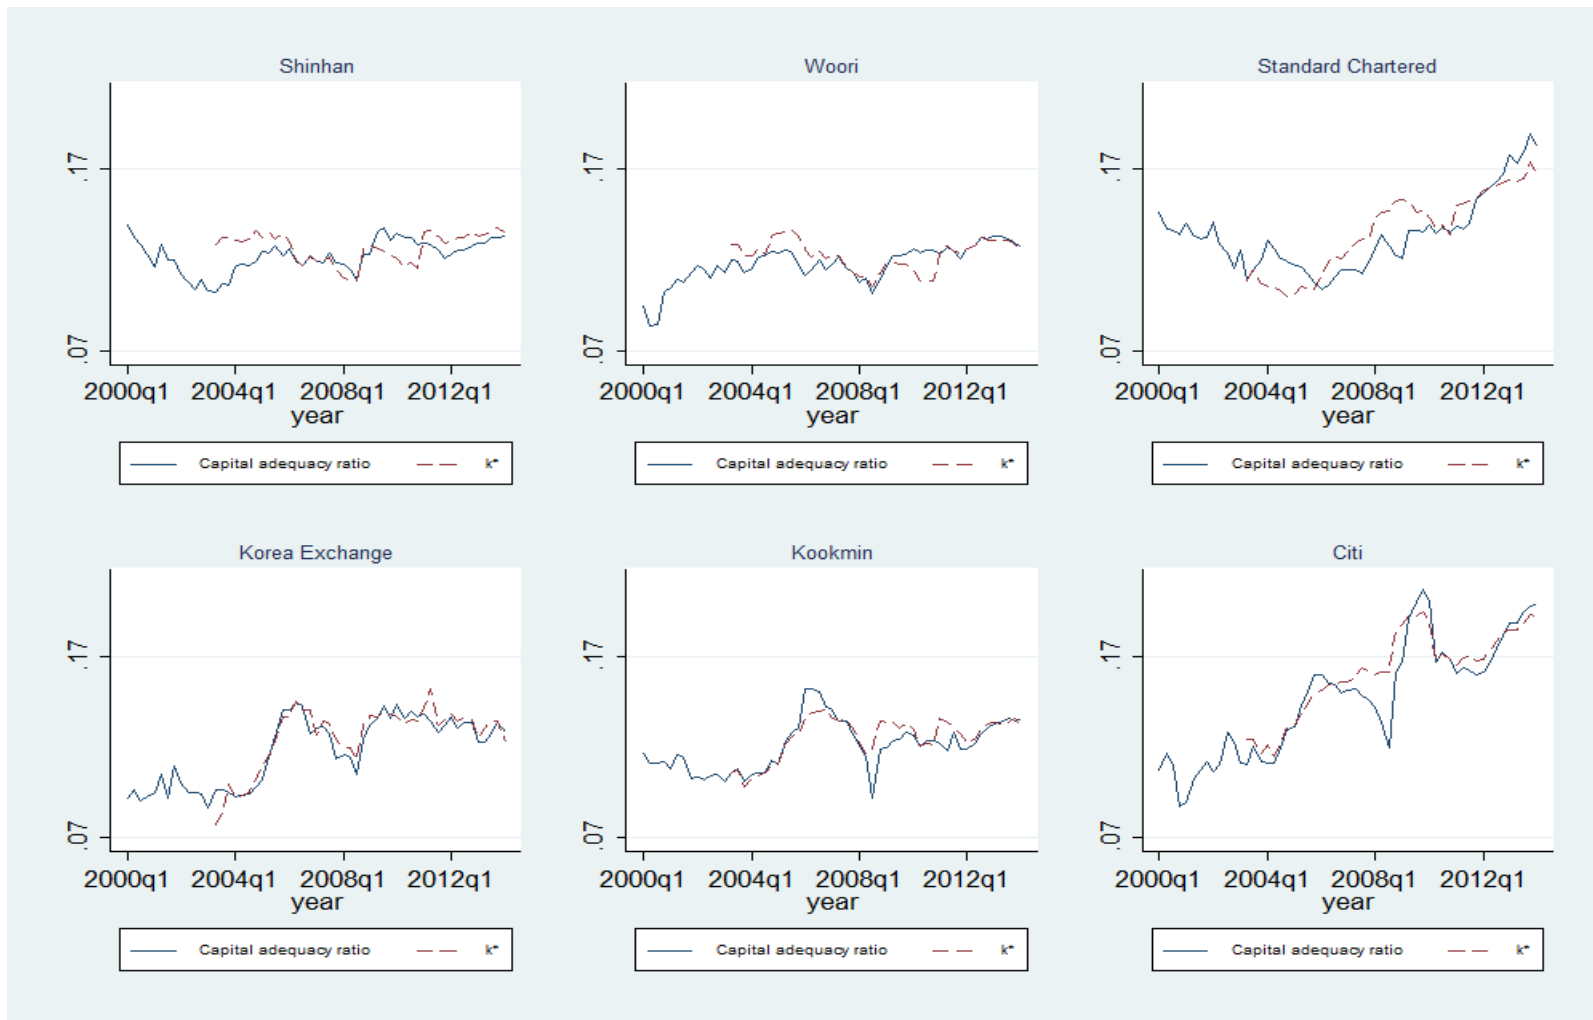 Shinhan Woori Standard Chartered
.17 .17 .17
.07 .07 .07
2000q1 2004q1 2008q1 2012q1 2000q1 2004q1 2008q1 2012q1 2000q1 2004q1 2008q1 2012q1
year year year
Capital adequacy ratio k* Capital adequacy ratio k* Capital adequacy ratio k*
Korea Exchange Kookmin Citi
.17 .17 .17
.07 .07 .07
2000q1 2004q1 2008q1 2012q1 2000q1 2004q1 2008q1 2012q1 2000q1 2004q1 2008q1 2012q1
year year year
Capital adequacy ratio k* Capital adequacy ratio k* Capital adequacy ratio k*